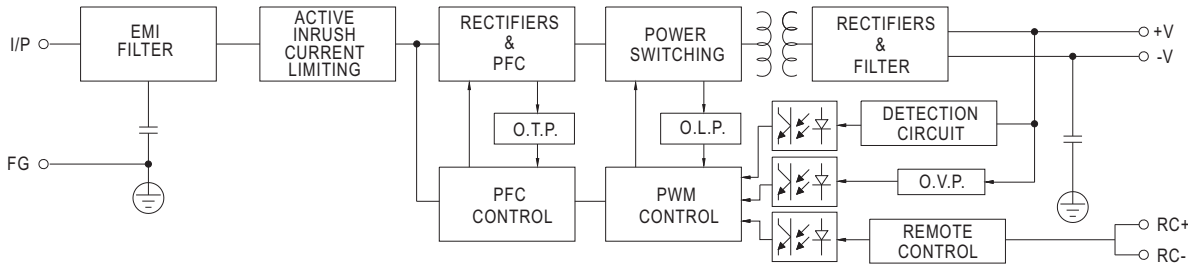 I/P
EMI
FILTER
ACTIVE
INRUSH
CURRENT
LIMITING
RECTIFIERS
&
PFC
POWER
SWITCHING
RECTIFIERS
&
FILTER
+V
-V
O.T.P.
O.L.P.
DETECTION
CIRCUIT
FG
PFC
CONTROL
PWM
CONTROL
O.V.P.
REMOTE
CONTROL
RC+
RC-